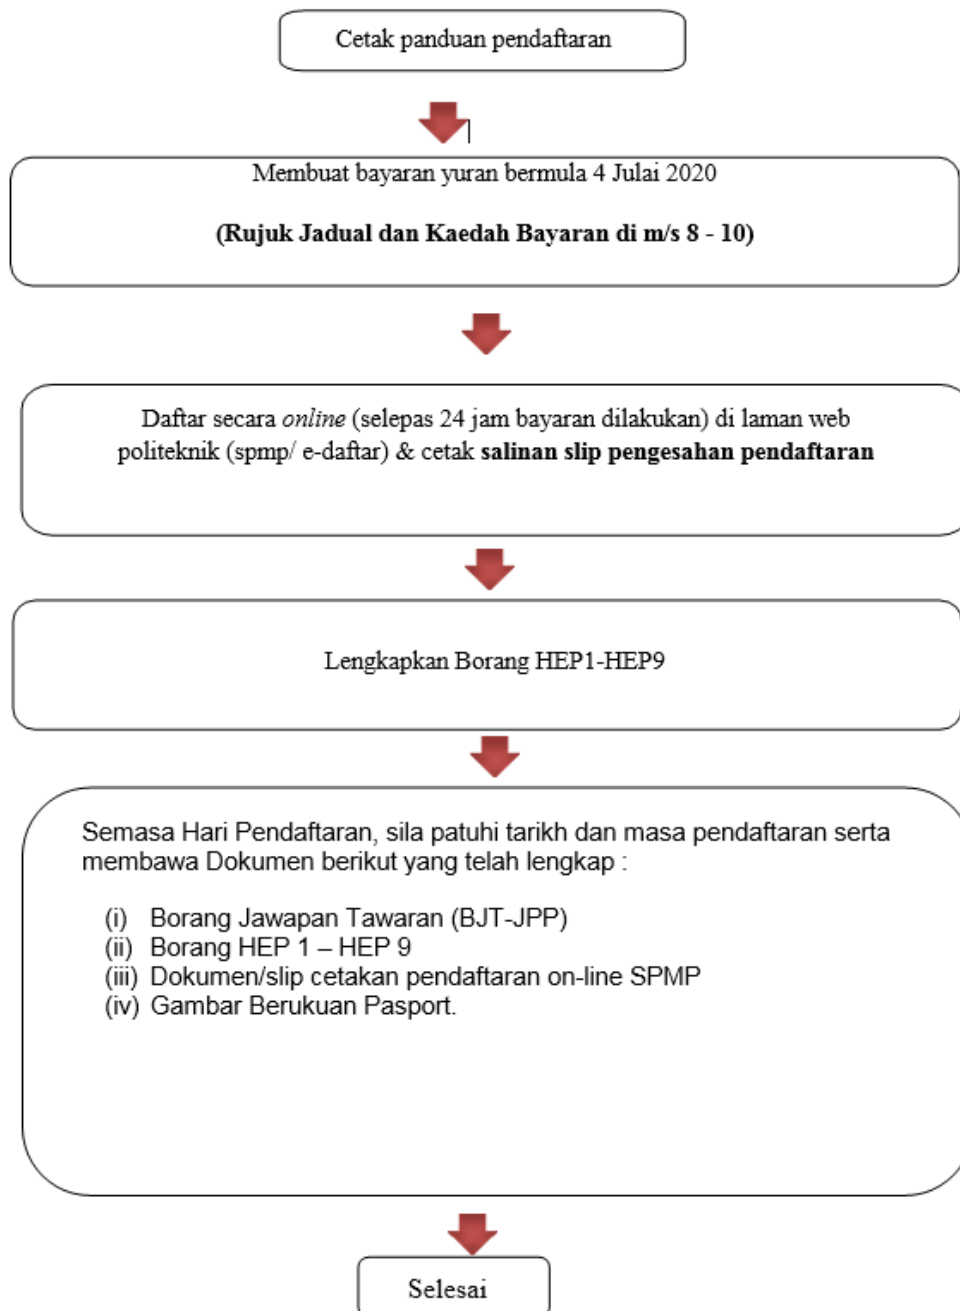 Cetak panduan pendaftaran
Membuat bayaran yuran bermula 4 Julai 2020
(Rujuk Jadual dan Kaedah Bayaran di m/s 8 - 10)
Daftar secara online (selepas 24 jam bayaran dilakukan) di laman web
politeknik (spmp/ e-daftar) & cetak salinan slip pengesahan pendaftaran
Lengkapkan Borang HEP1-HEP9
Semasa Hari Pendaftaran, sila patuhi tarikh dan masa pendaftaran serta
membawa Dokumen berikut yang telah lengkap :
(i) Borang Jawapan Tawaran (BJT-JPP)
(ii) Borang HEP 1 – HEP 9
(iii) Dokumen/slip cetakan pendaftaran on-line SPMP
(iv) Gambar Berukuan Pasport.
Selesai